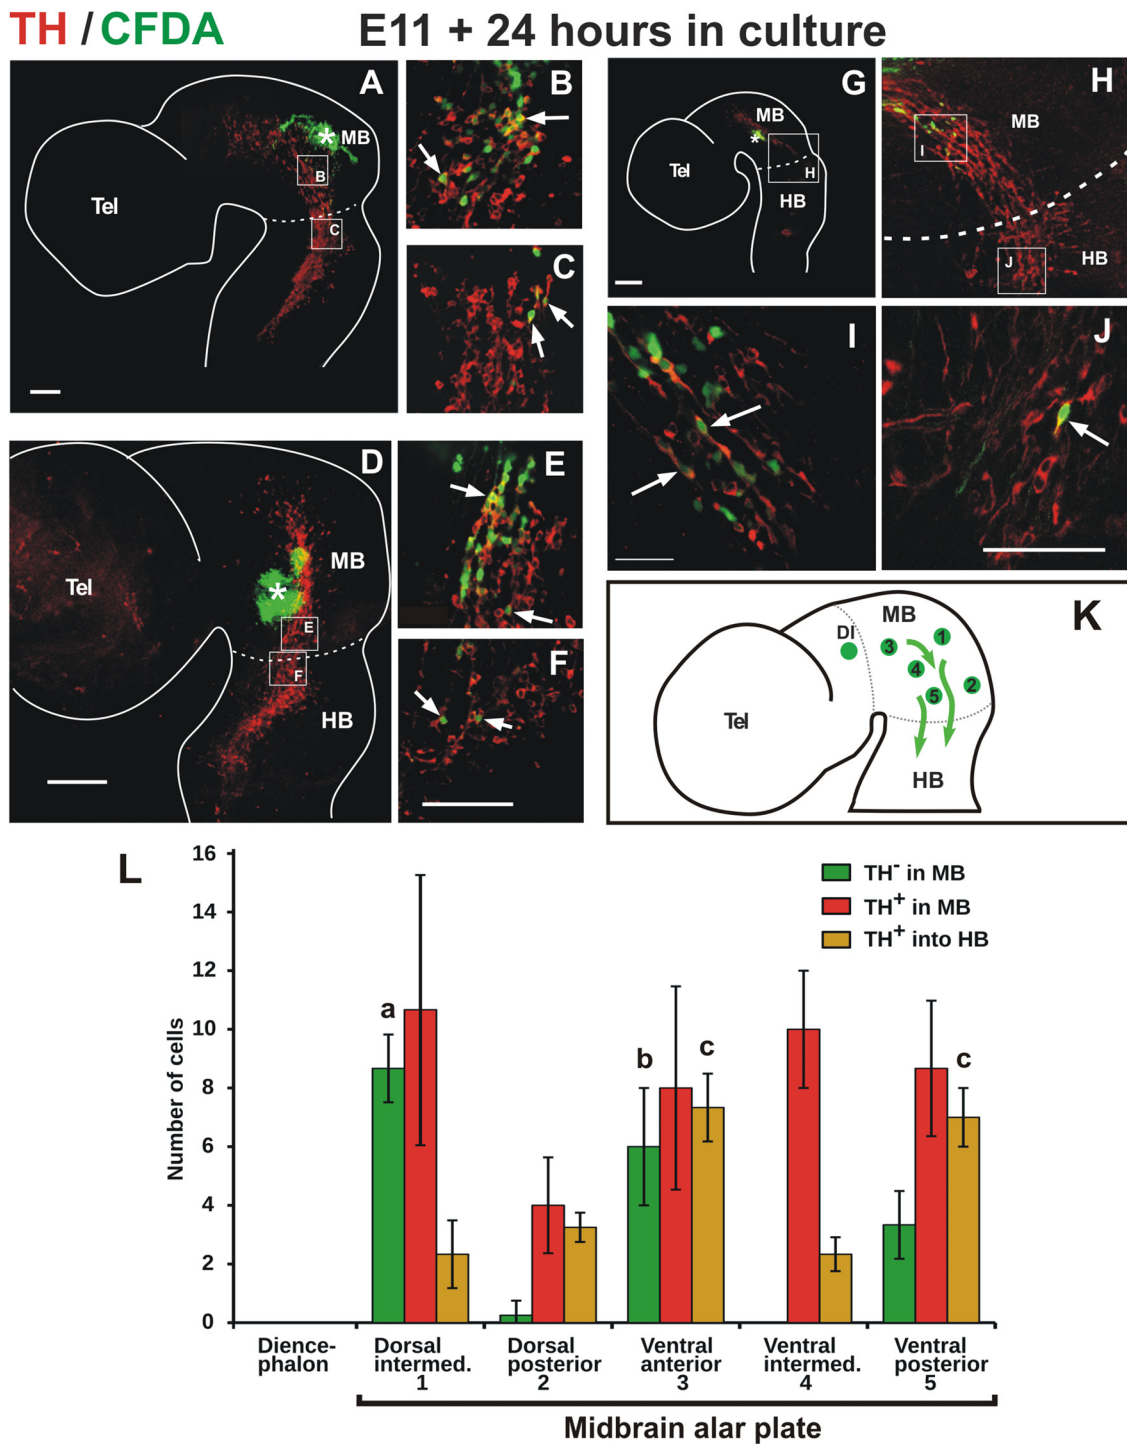 TH / CFDA E11 + 24 hours in culture
A
* MB
B
Tel
C
B
C
G
MB
*
Tel
H
HB
H
MB
I
HB
J
D
Tel
MB
*
E
F
HB
E
F
I
J
K
MB
DI
3
1
4
2
5
Tel
HB
L
TH- in MB
TH+ in MB
TH+ into HB
Number of cells
16
14
12
10
8
6
4
2
0
a
b
c
c
Dience-
phalon
Dorsal
intermed.
1
Dorsal
posterior
2
Ventral
anterior
3
Ventral
intermed.
4
Ventral
posterior
5
Midbrain alar plate